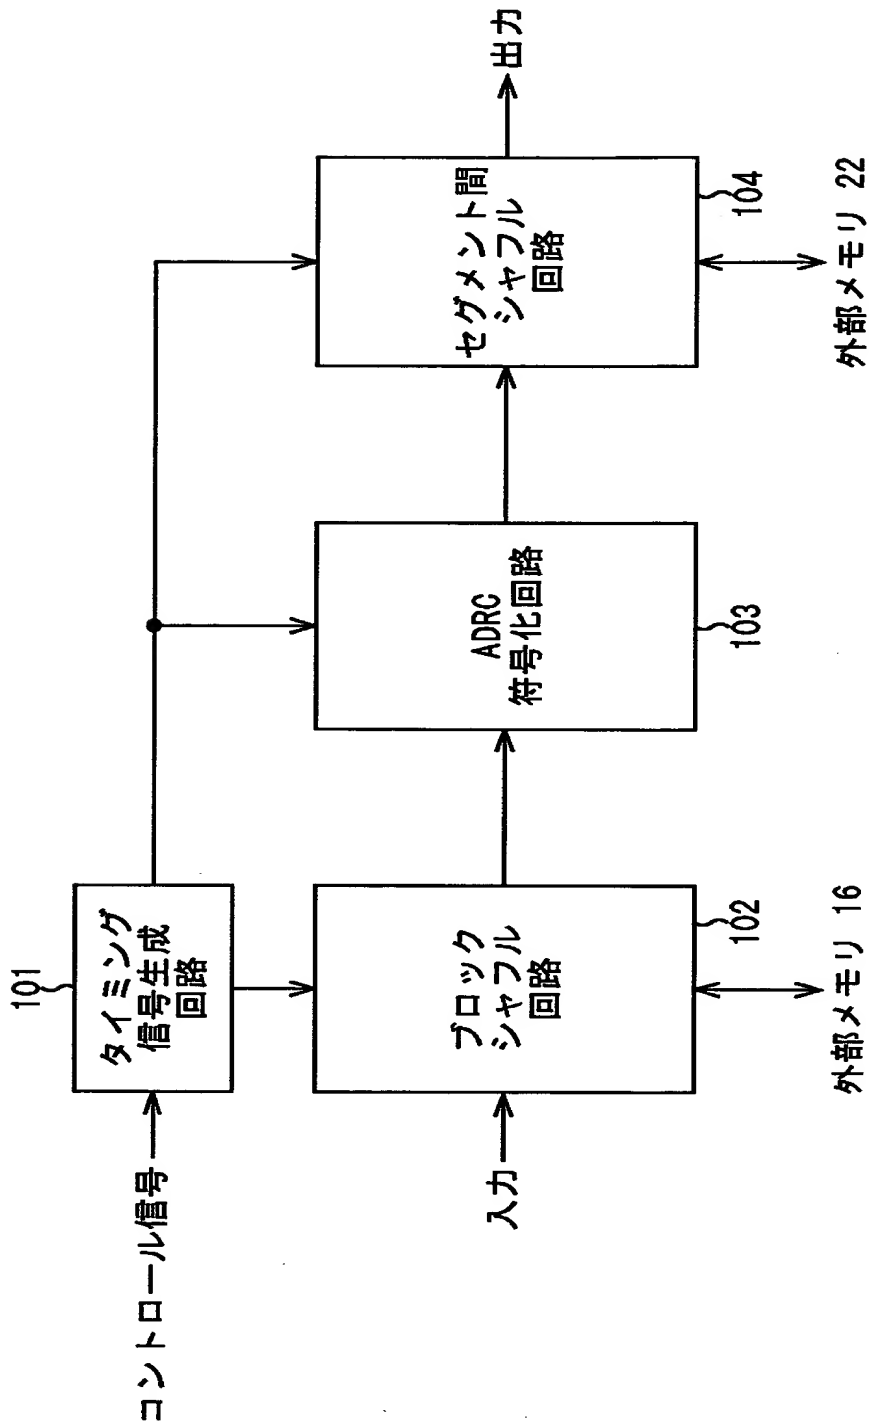 101
コントロール信号
タイミング
信号生成
回路
入力
ブロック
シャフル
回路
102
外部メモリ 16
ADRC
符号化回路
103
セグメント間
シャフル
回路
104
外部メモリ 22
出力